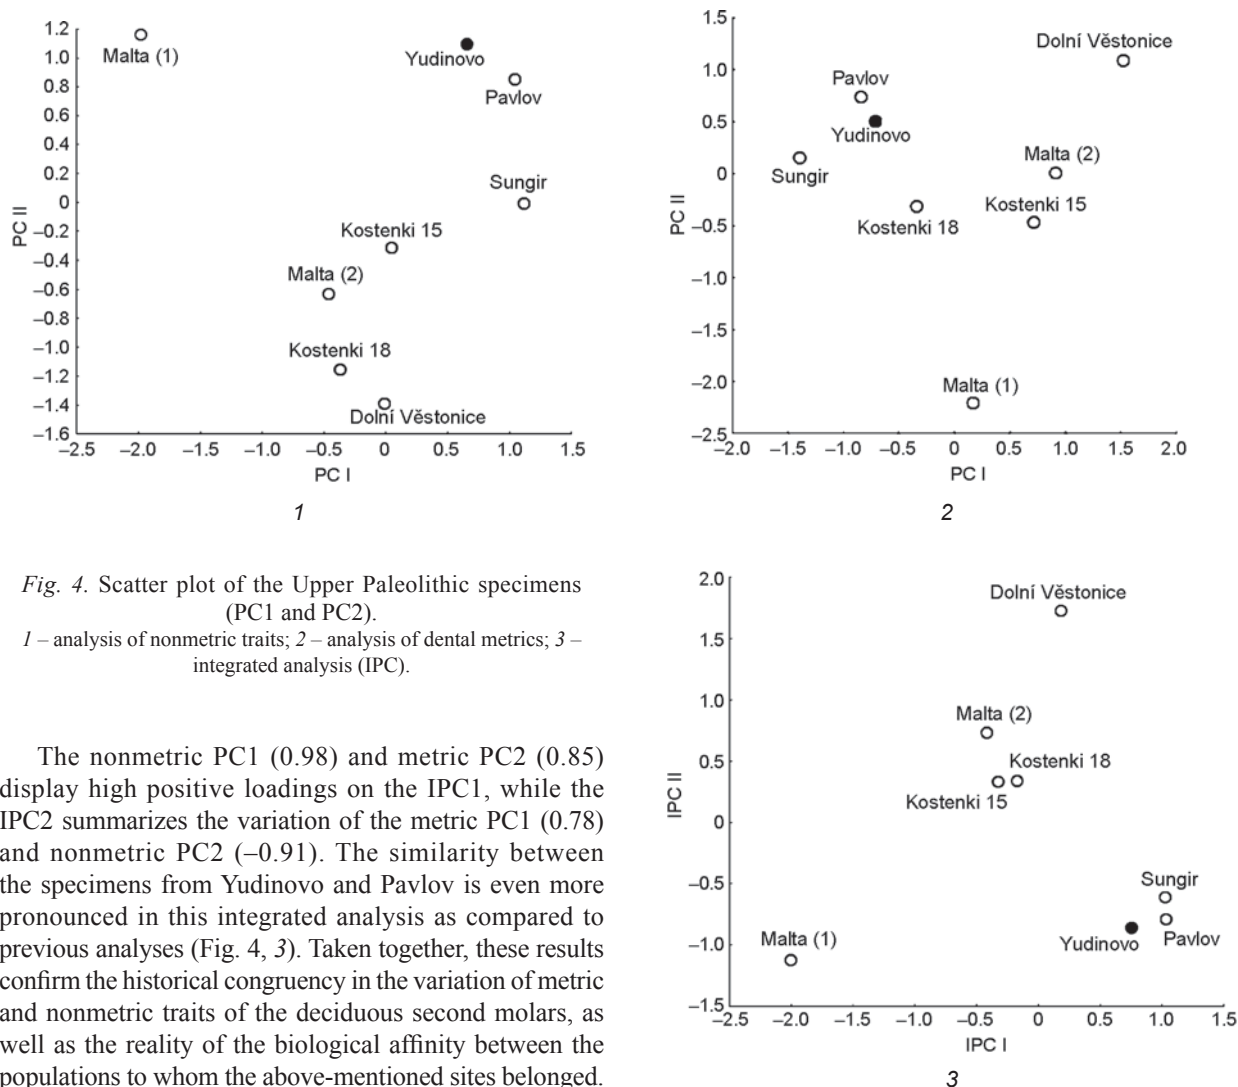 1.2
1.0
0.8
0.6
0.4
0.2
0
–0.2
–0.4
–0.6
–0.8
–1.0
–1.2
–1.4
–1.6
PC II
Malta (1)
Yudinovo
Pavlov
Sungir
Kostenki 15
Malta (2)
Kostenki 18
Dolní Věstonice
–2.5 –2.0 –1.5 –1.0 –0.5 0 0.5 1.0 1.5
PC I
1
1.5
1.0
0.5
0
–0.5
–1.0
–1.5
–2.0
–2.5
PC II
Dolní Věstonice
Pavlov
Yudinovo
Malta (2)
Sungir
Kostenki 15
Kostenki 18
Malta (1)
–2.0 –1.5 –1.0 –0.5 0 0.5 1.0 1.5 2.0
PC I
2
Fig. 4. Scatter plot of the Upper Paleolithic specimens
(PC1 and PC2).
1 – analysis of nonmetric traits; 2 – analysis of dental metrics; 3 –
integrated analysis (IPC).
The nonmetric PC1 (0.98) and metric PC2 (0.85)
display high positive loadings on the IPC1, while the
IPC2 summarizes the variation of the metric PC1 (0.78)
and nonmetric PC2 (–0.91). The similarity between
the specimens from Yudinovo and Pavlov is even more
pronounced in this integrated analysis as compared to
previous analyses (Fig. 4, 3). Taken together, these results
confirm the historical congruency in the variation of metric
and nonmetric traits of the deciduous second molars, as
well as the reality of the biological affinity between the
populations to whom the above-mentioned sites belonged.
2.0
1.5
1.0
0.5
0
–0.5
–1.0
–1.5
IPC II
Dolní Věstonice
Malta (2)
Kostenki 18
Kostenki 15
Sungir
Malta (1)
Yudinovo
Pavlov
–2.5 –2.0 –1.5 –1.0 –0.5 0 0.5 1.0 1.5
IPC I
3